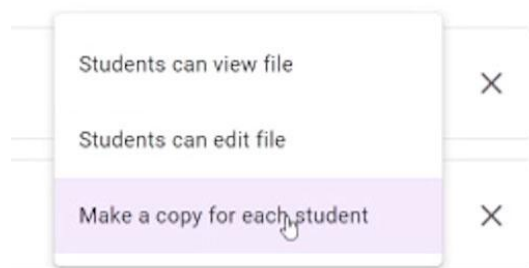 Students can view file
Students can edit file
Make a copy for each student